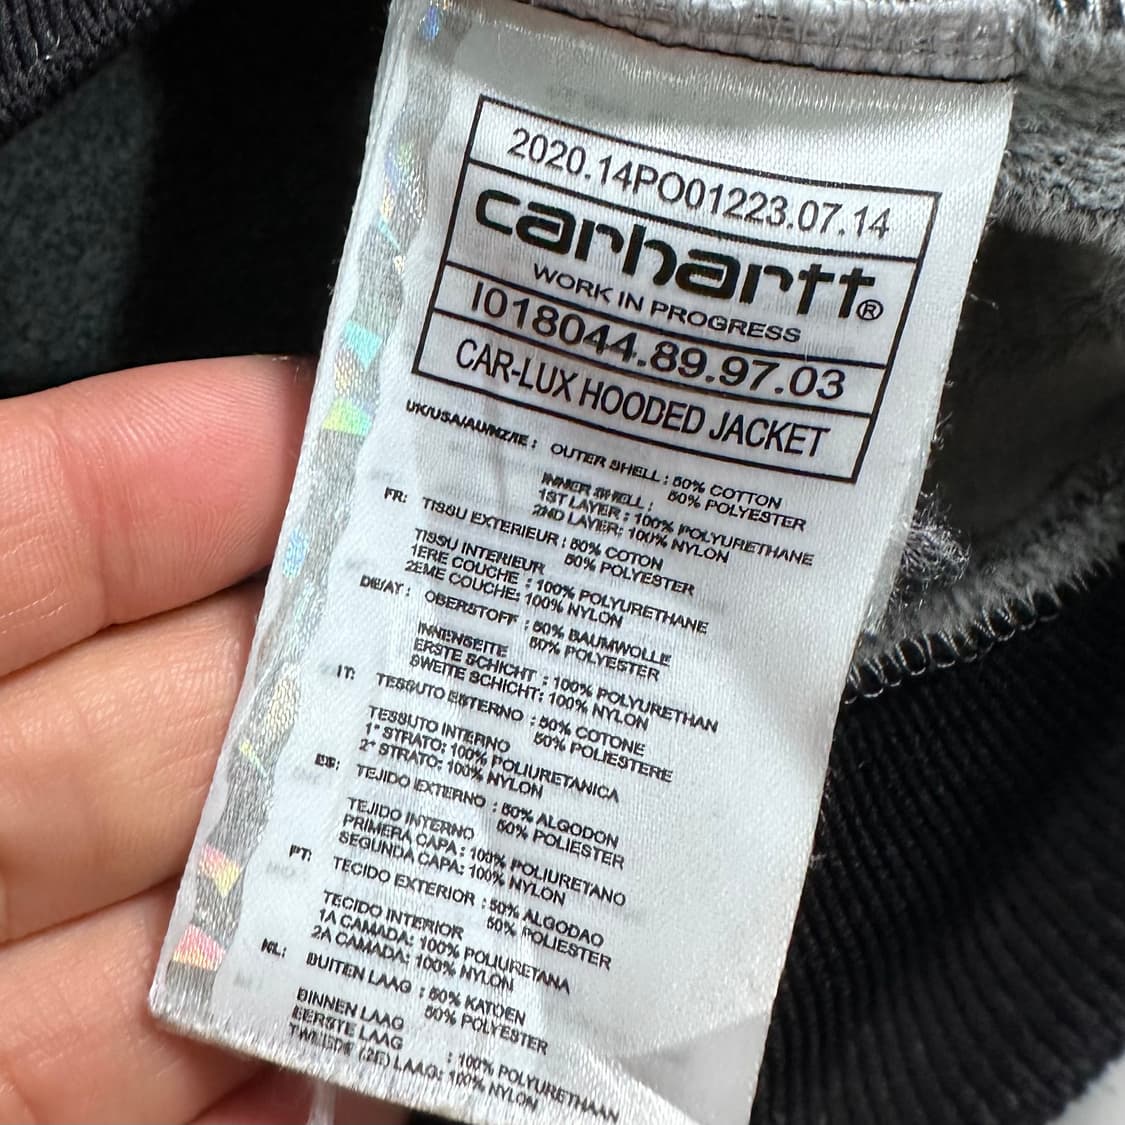 2020.14PO01223.07.14
carhartt®
WORK IN PROGRESS
I018044.89.97.03
CAR-LUX HOODED JACKET
UK/USA/AU/NZ/IE : OUTER SHELL : 50% COTTON
50% POLYESTER
INNER SHELL :
1ST LAYER : 100% POLYURETHANE
2ND LAYER: 100% NYLON
FR: TISSU EXTERIEUR : 50% COTON
50% POLYESTER
TISSU INTERIEUR
1ERE COUCHE : 100% POLYURETHANE
2EME COUCHE: 100% NYLON
DE/AT : OBERSTOFF : 50% BAUMWOLLE
50% POLYESTER
INNENSEITE
ERSTE SCHICHT : 100% POLYURETHAN
SWEITE SCHICHT: 100% NYLON
IT: TESSUTO ESTERNO : 50% COTONE
50% POLIESTERE
TESSUTO INTERNO
1° STRATO: 100% POLIURETANICA
2° STRATO: 100% NYLON
ES: TEJIDO EXTERNO : 50% ALGODON
50% POLIESTER
TEJIDO INTERNO
PRIMERA CAPA : 100% POLIURETANO
SEGUNDA CAPA: 100% NYLON
PT: TECIDO EXTERIOR : 50% ALGODAO
50% POLIESTER
TECIDO INTERIOR
1A CAMADA: 100% POLIURETANA
2A CAMADA: 100% NYLON
NL: BUITEN LAAG : 50% KATOEN
50% POLYESTER
BINNEN LAAG
EERSTE LAAG : 100% POLYURETHAAN
TWEEDE (2E) LAAG: 100% NYLON